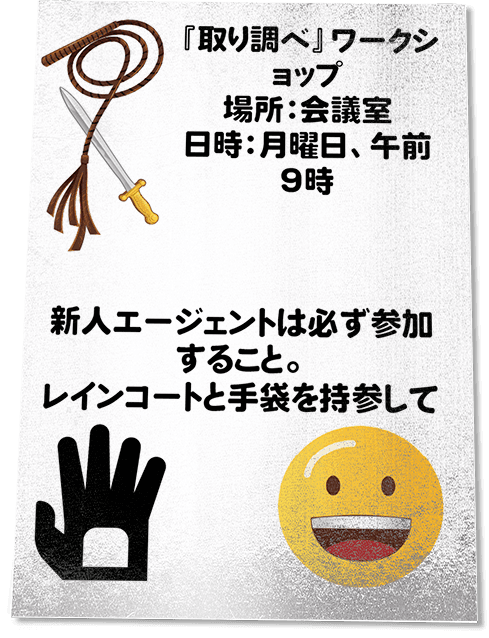 『取り調べ』ワークシ
ョップ
場所：会議室
日時：月曜日、午前
９時
新人エージェントは必ず参加
すること。
レインコートと手袋を持参して